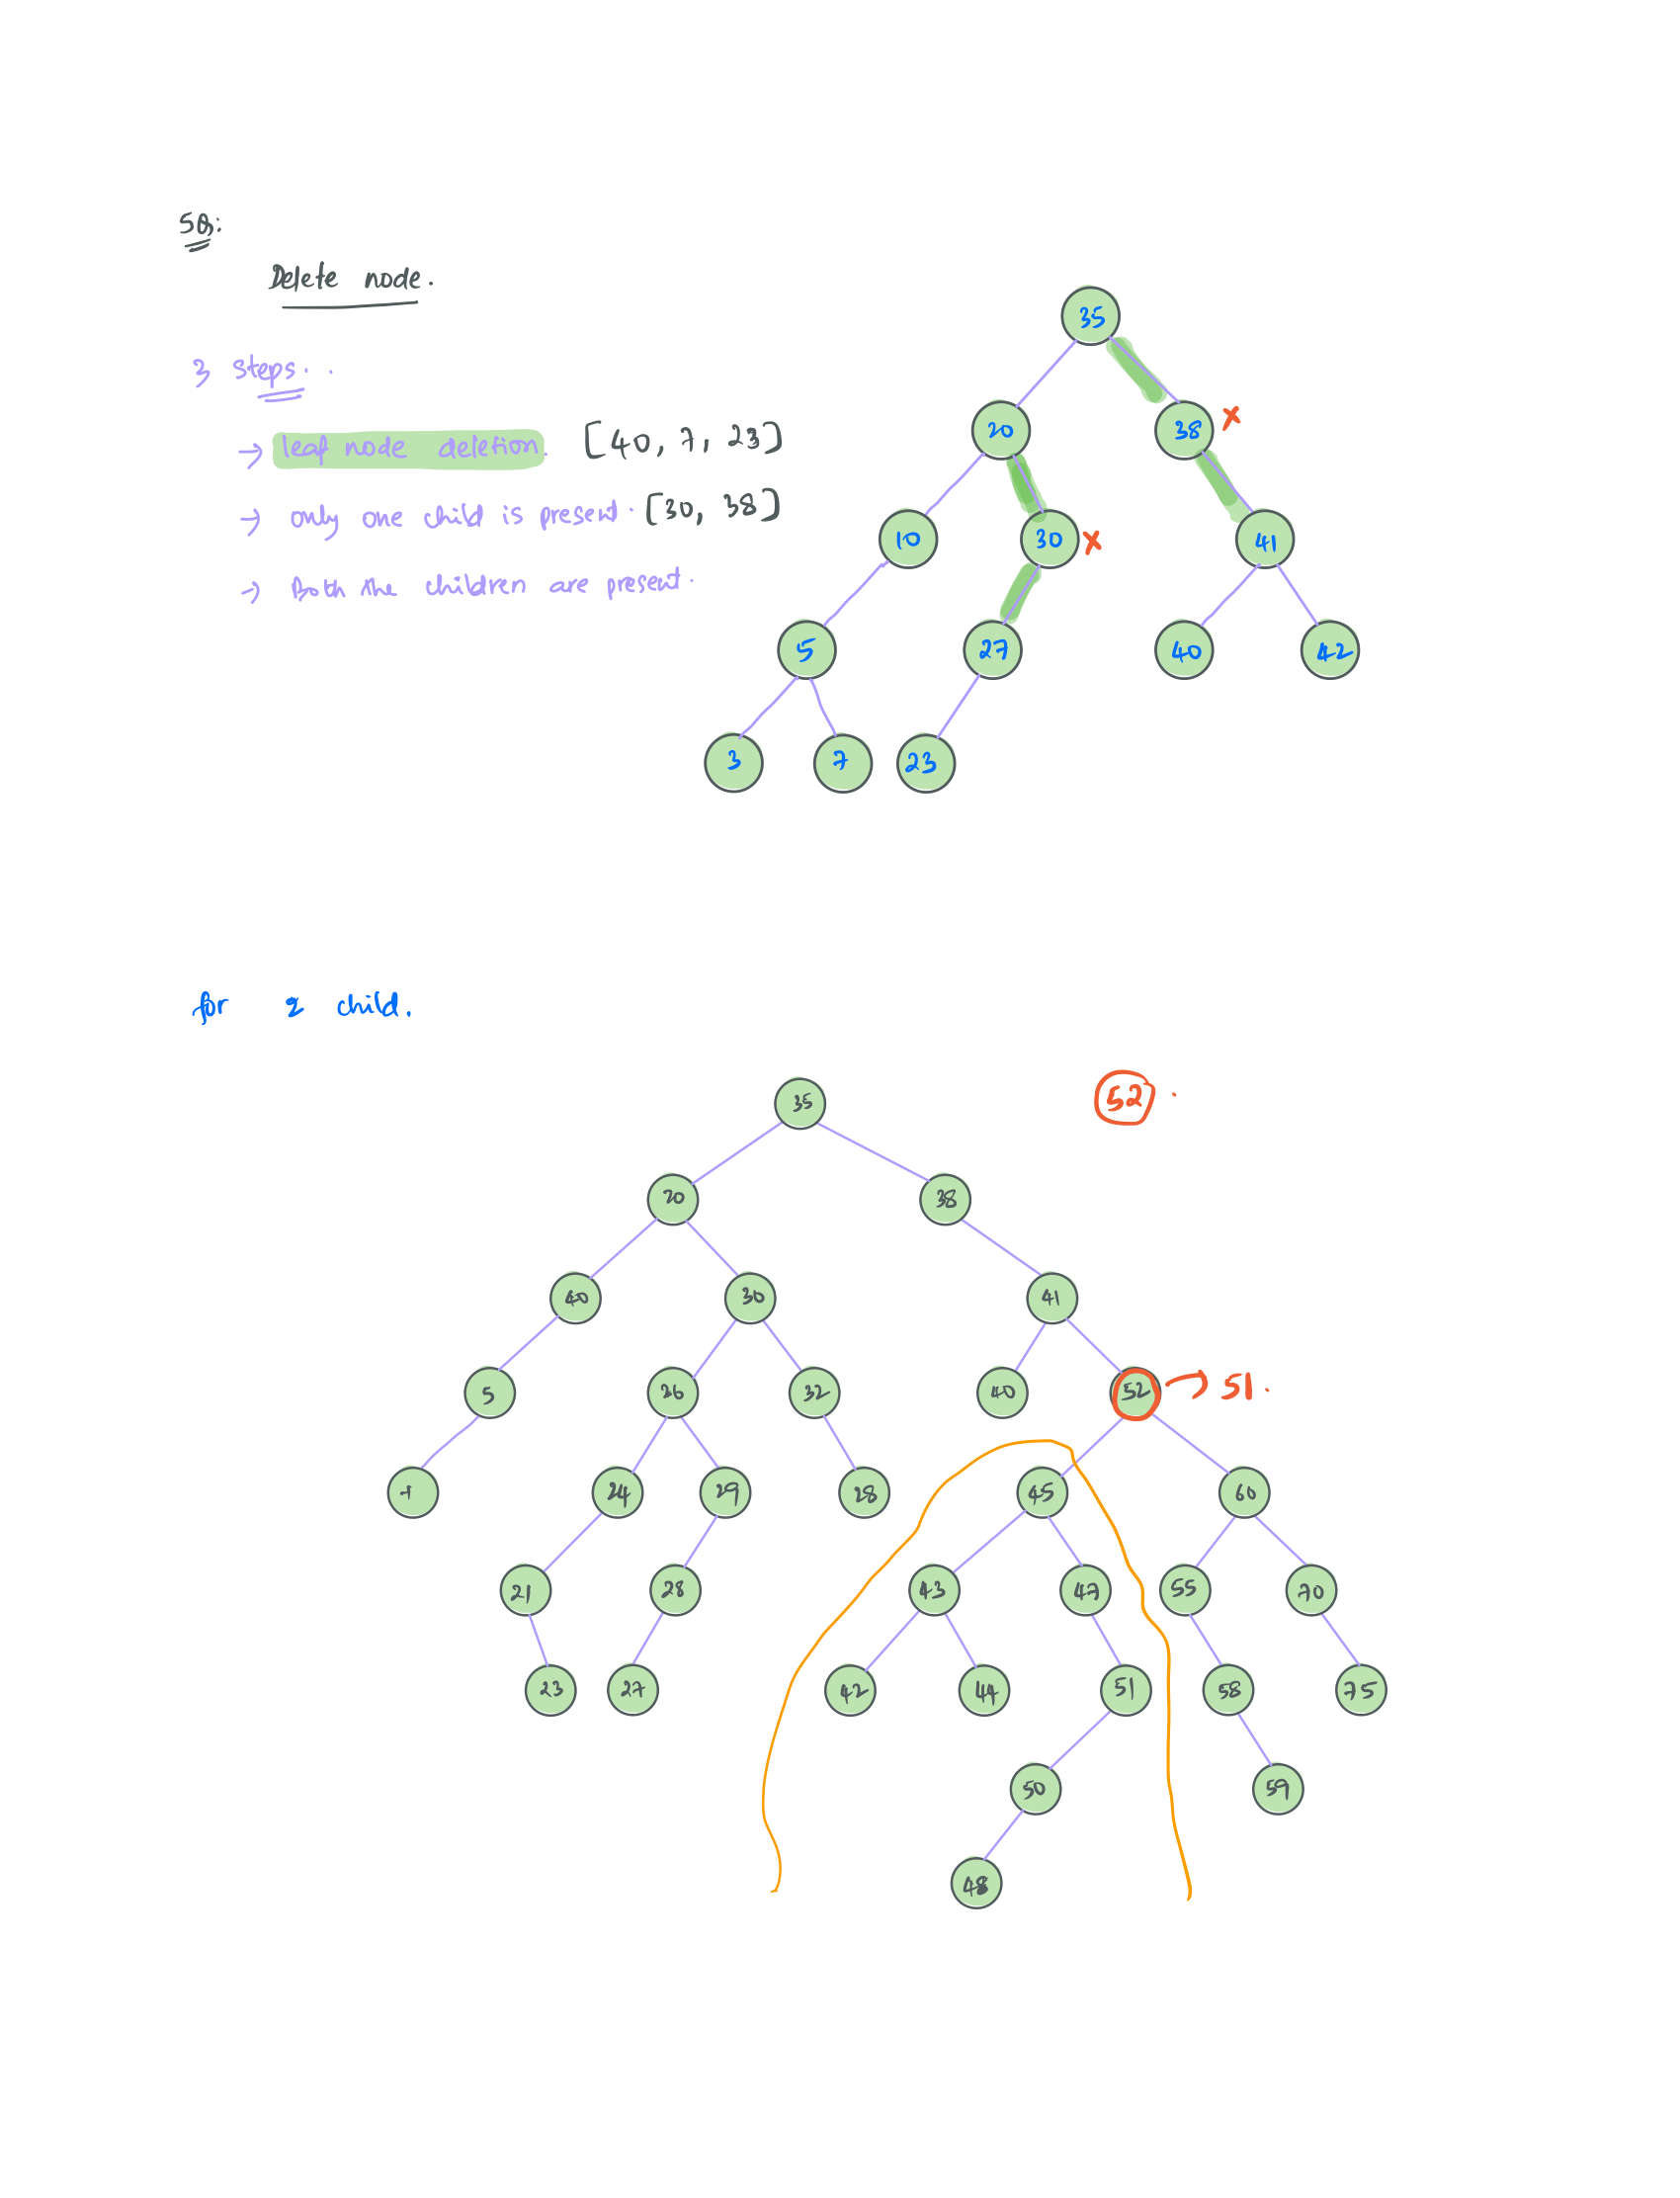 5Q:
Delete node.
3 steps..
→ leaf node deletion. [40, 7, 23]
→ only one child is present. [30, 38]
→ Both the children are present.
35
20 38 x
10 30 x 41
5 27 40 42
3 7 23
for 2 child.
52.
35
20 38
40 30 41
5 26 32 40 52 → 51.
24 29 28 45 60
21 28 43 47 55 70
23 27 42 44 51 58 75
50 59
48